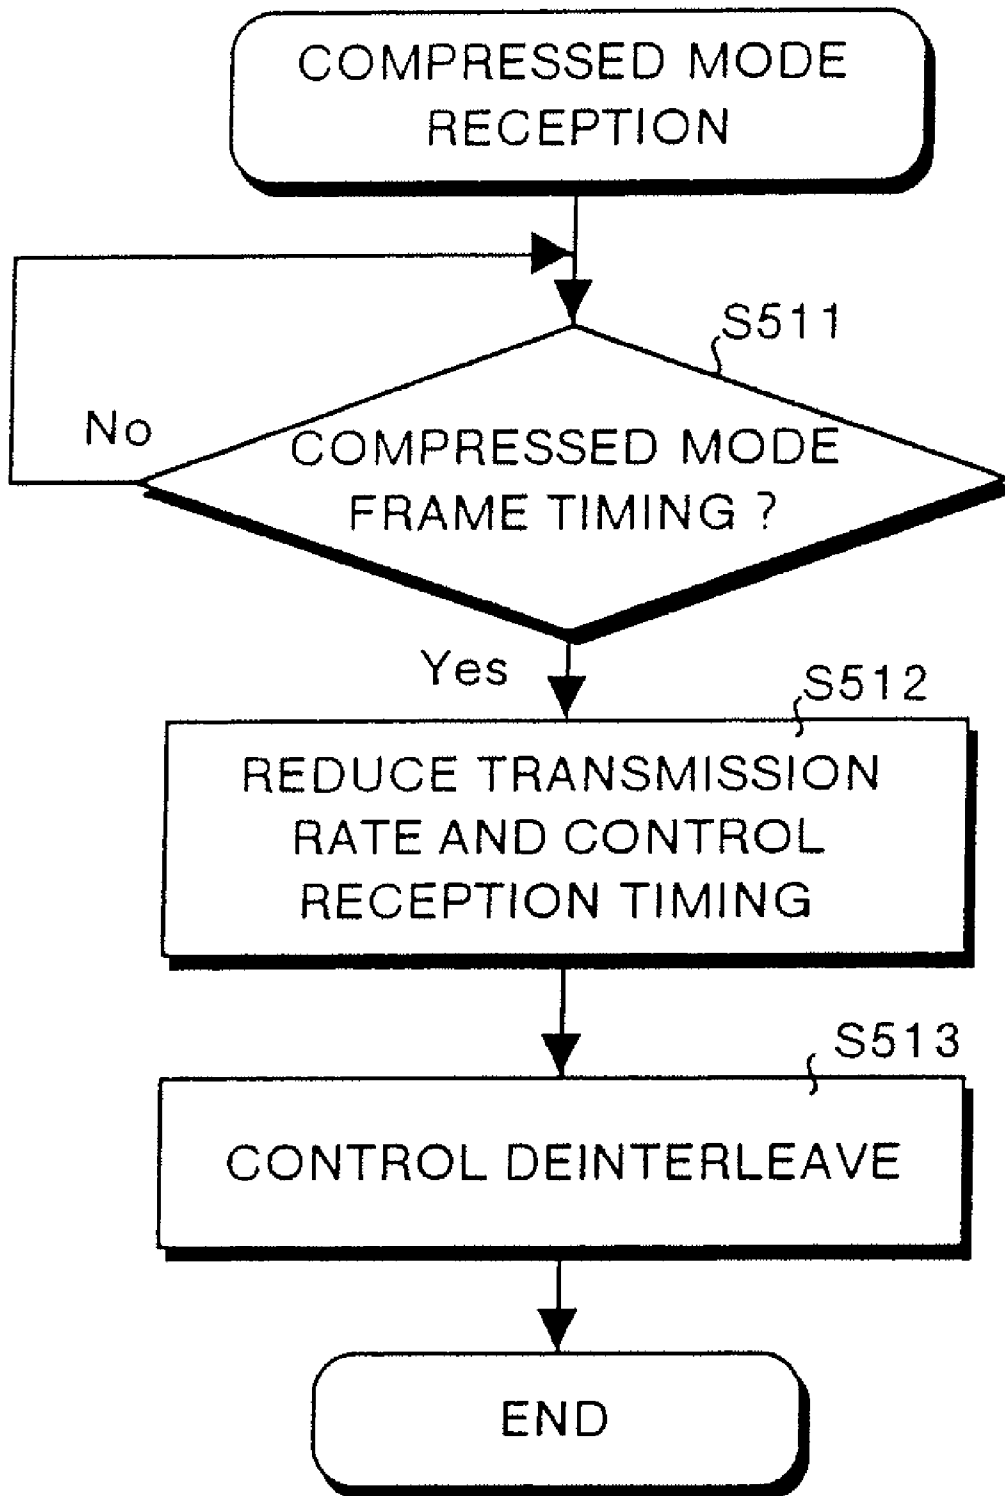 COMPRESSED MODE
RECEPTION
S511
No
COMPRESSED MODE
FRAME TIMING ?
Yes
S512
REDUCE TRANSMISSION
RATE AND CONTROL
RECEPTION TIMING
S513
CONTROL DEINTERLEAVE
END